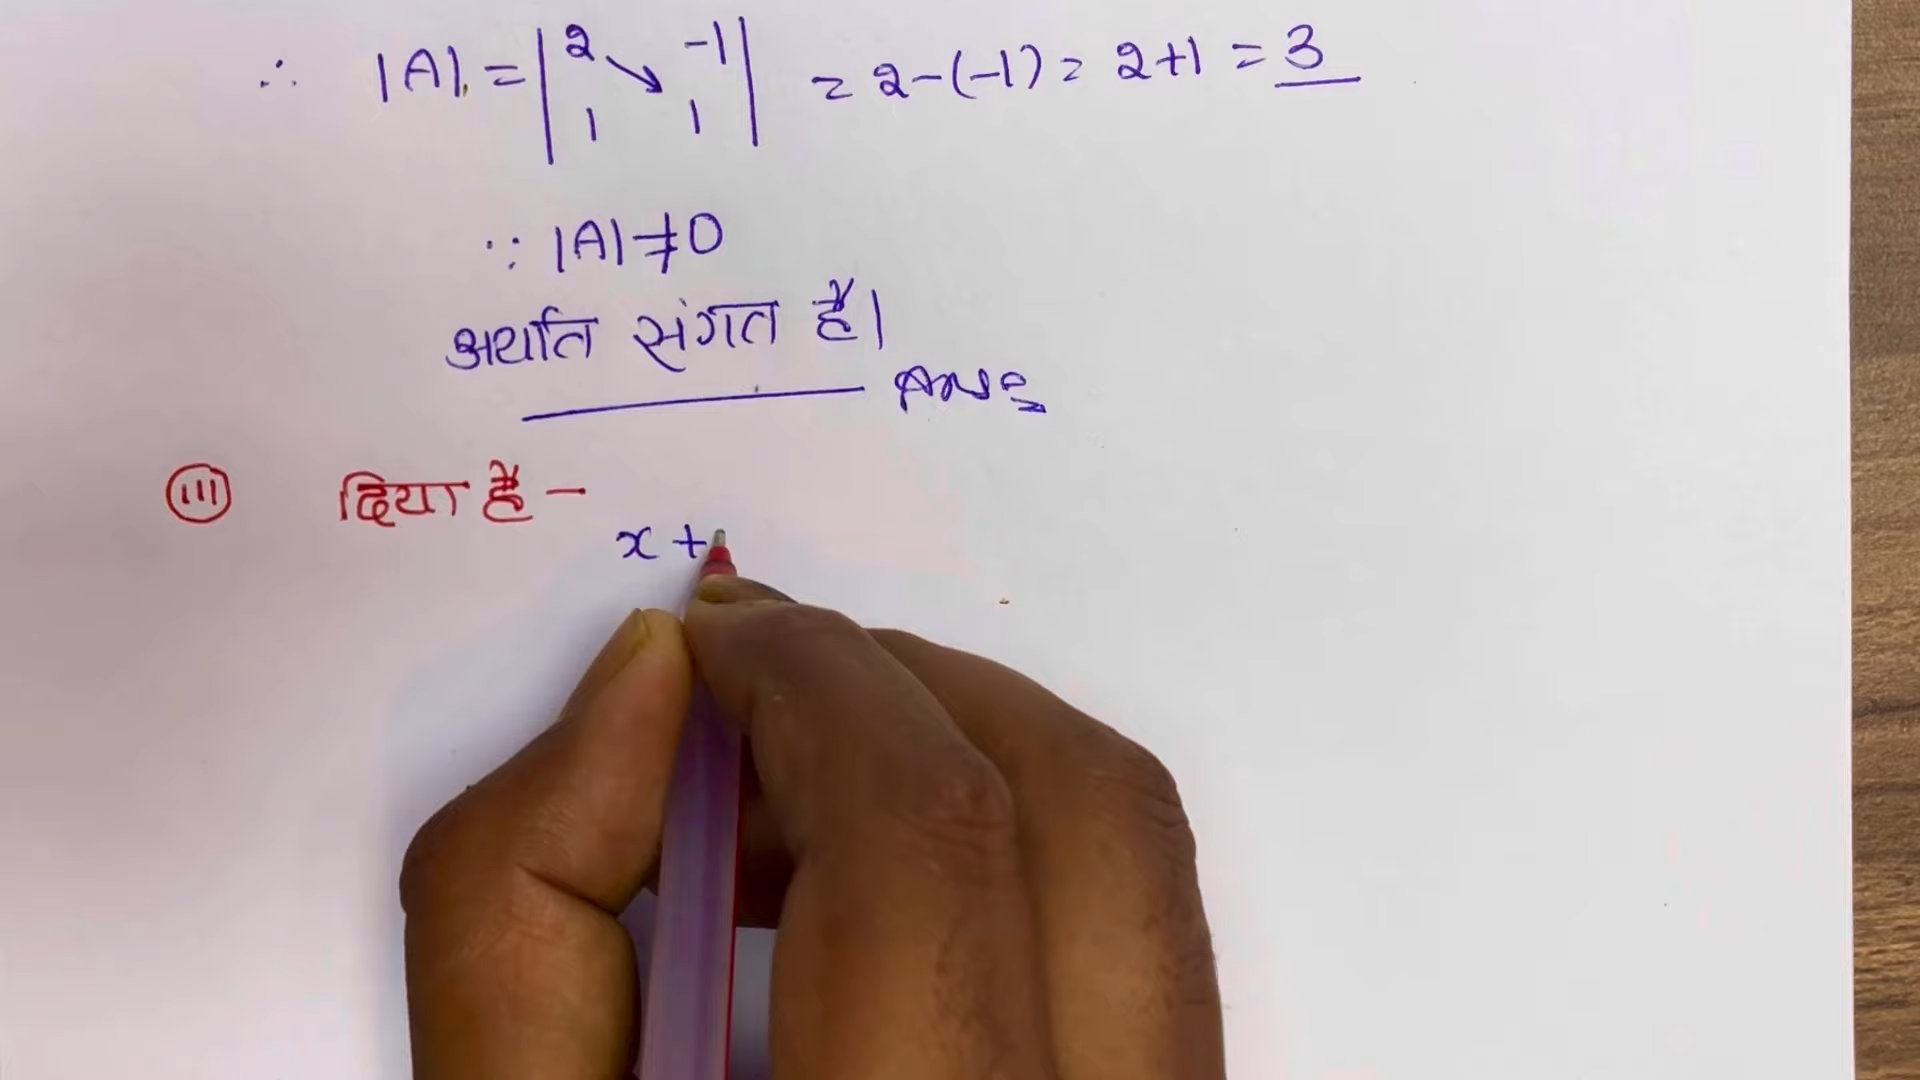 ∴ |A| = | 2 -1 | = 2-(-1) = 2+1 = 3
1 1
∵ |A| ≠ 0
अर्थात संगत है।
Ans
(iii) दिया है -
x +